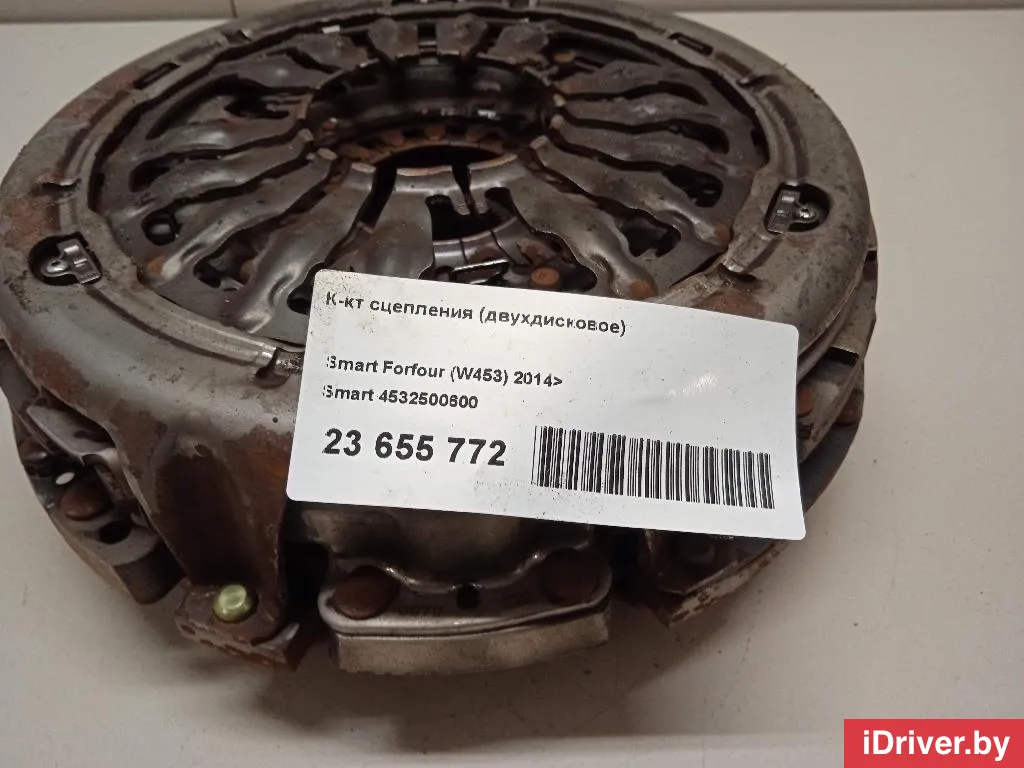 К-кт сцепления (двухдисковое)
Smart Forfour (W453) 2014>
Smart 4532500600
23 655 772
iDriver.by